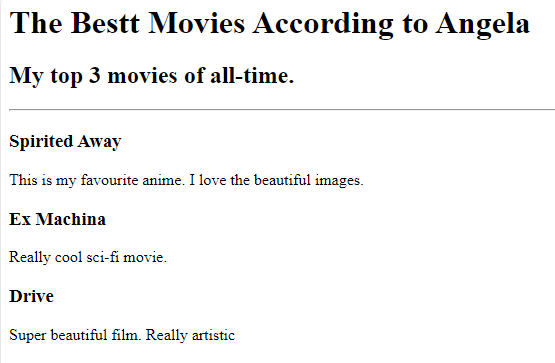 The Bestt Movies According to Angela
My top 3 movies of all-time.
Spirited Away
This is my favourite anime. I love the beautiful images.
Ex Machina
Really cool sci-fi movie.
Drive
Super beautiful film. Really artistic